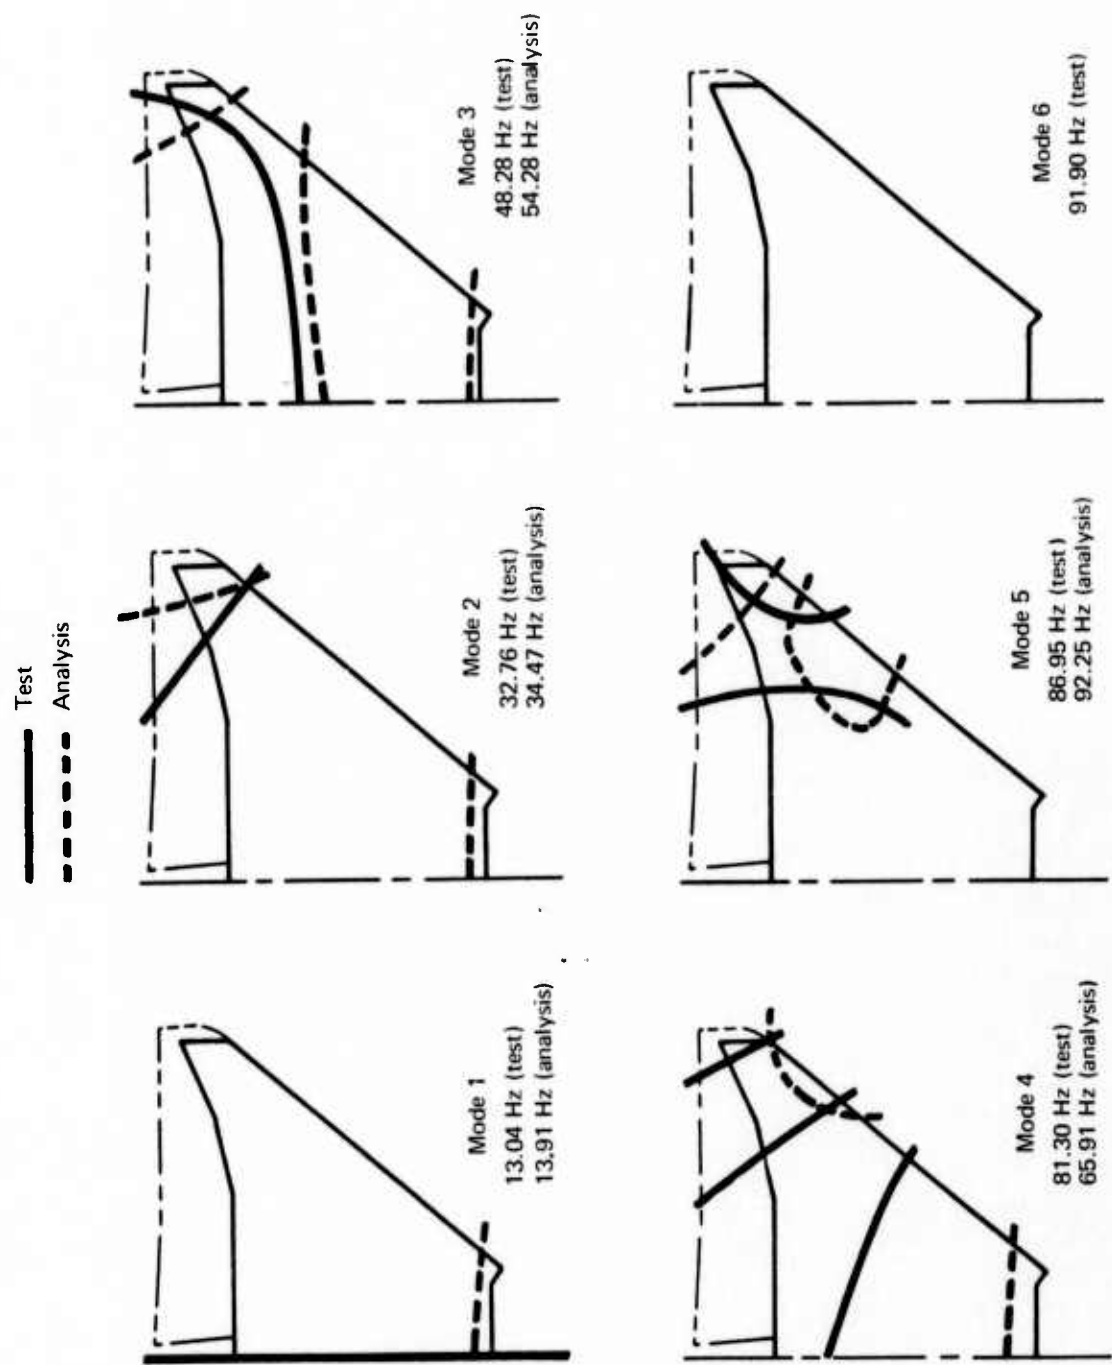 Test
Analysis
Mode 1
13.04 Hz (test)
13.91 Hz (analysis)
Mode 2
32.76 Hz (test)
34.47 Hz (analysis)
Mode 3
48.28 Hz (test)
54.28 Hz (analysis)
Mode 4
81.30 Hz (test)
65.91 Hz (analysis)
Mode 5
86.95 Hz (test)
92.25 Hz (analysis)
Mode 6
91.90 Hz (test)